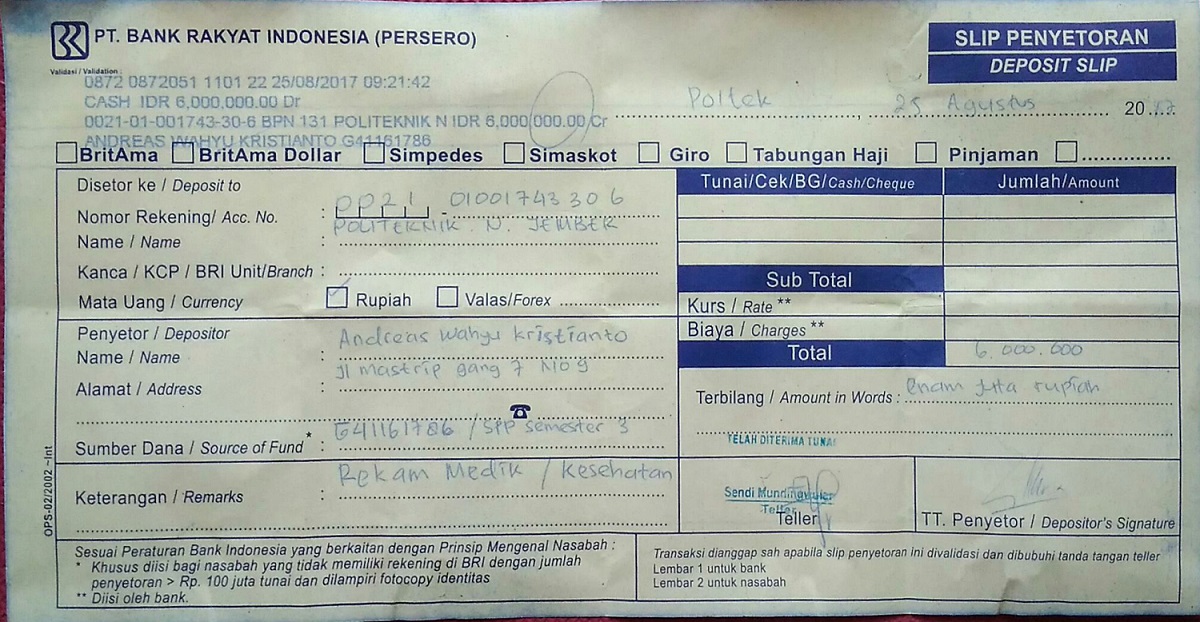 BRI PT. BANK RAKYAT INDONESIA (PERSERO)
SLIP PENYETORAN
DEPOSIT SLIP
Validasi / Validation :
0872 0872051 1101 22 25/08/2017 09:21:42
CASH IDR 6,000,000.00 Dr
0021-01-001743-30-6 BPN 131 POLITEKNIK N IDR 6,000,000.00 Cr
ANDREAS WAHYU KRISTIANTO G41161786
Poltek, 25 Agustus 2017
BritAma BritAma Dollar Simpedes Simaskot Giro Tabungan Haji Pinjaman
Disetor ke / Deposit to
Nomor Rekening/ Acc. No. : 0021 - 01001743306
Name / Name : POLITEKNIK N. JEMBER
Kanca / KCP / BRI Unit/Branch :
Mata Uang / Currency : Rupiah Valas/Forex
Tunai/Cek/BG/Cash/Cheque Jumlah/Amount
Sub Total
Kurs / Rate **
Biaya / Charges **
Total 6.000.000
Penyetor / Depositor
Name / Name : Andreas Wahyu Kristianto
Alamat / Address : Jl mastrip gang 7 NO 9
Sumber Dana / Source of Fund* : G41161786 / SPP semester 3
Terbilang / Amount in Words : enam juta rupiah
TELAH DITERIMA TUNAI
Keterangan / Remarks : Rekam Medik / Kesehatan
Sendi
Teller
Teller
TT. Penyetor / Depositor's Signature
OPS-02/2002 ~Int
Sesuai Peraturan Bank Indonesia yang berkaitan dengan Prinsip Mengenal Nasabah :
* Khusus diisi bagi nasabah yang tidak memiliki rekening di BRI dengan jumlah
penyetoran > Rp. 100 juta tunai dan dilampiri fotocopy identitas
** Diisi oleh bank.
Transaksi dianggap sah apabila slip penyetoran ini divalidasi dan dibubuhi tanda tangan teller
Lembar 1 untuk bank
Lembar 2 untuk nasabah